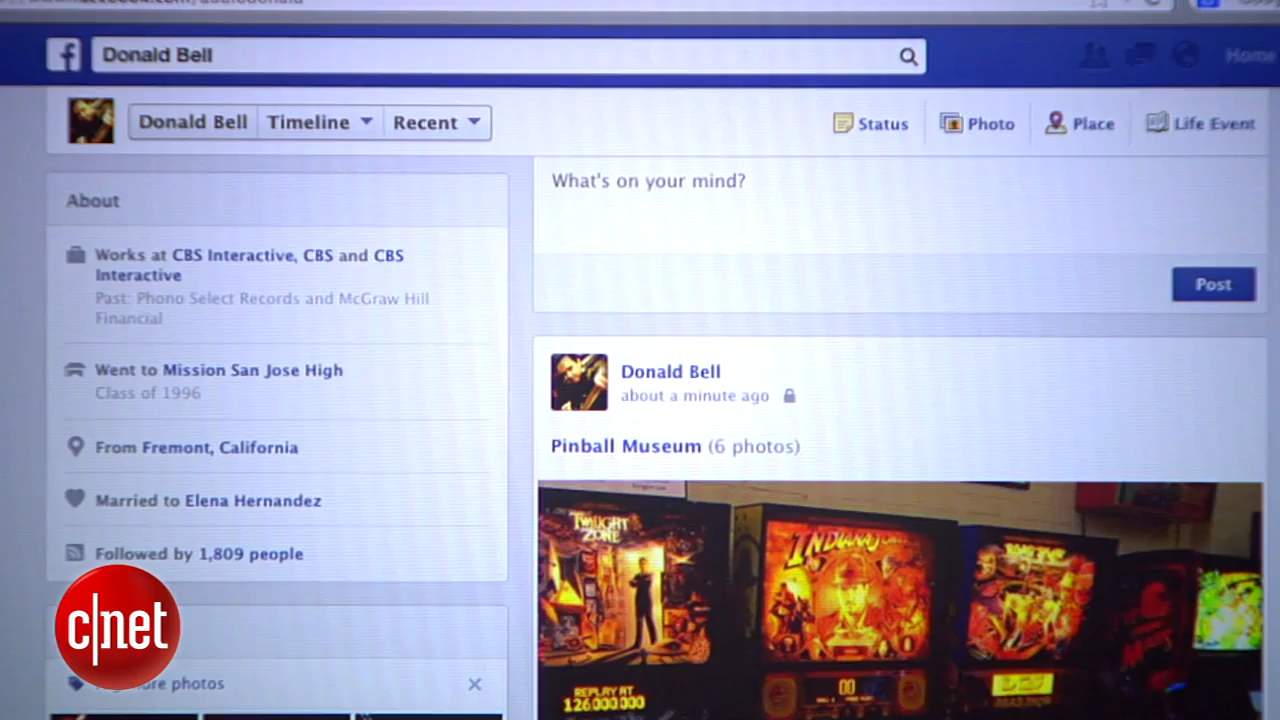 Donald Bell
Home
Donald Bell Timeline Recent
Status Photo Place Life Event
About
Works at CBS Interactive, CBS and CBS
Interactive
Past: Phono Select Records and McGraw Hill
Financial
Went to Mission San Jose High
Class of 1996
From Fremont, California
Married to Elena Hernandez
Followed by 1,809 people
photos
What's on your mind?
Post
Donald Bell
about a minute ago
Pinball Museum (6 photos)
TWILIGHT
ZONE
INDIANA
REPLAY AT
126000000
00
c|net